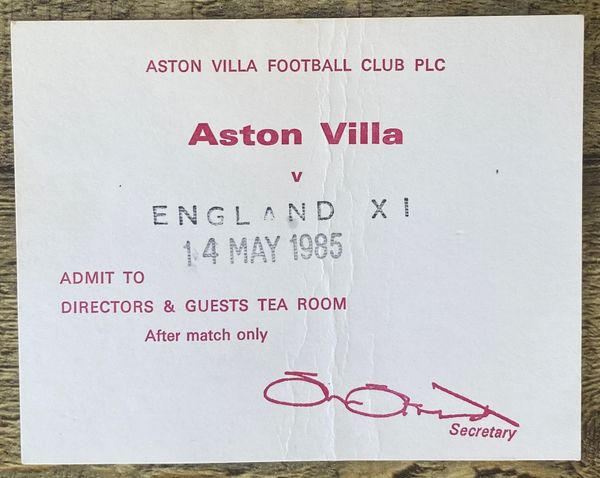 ASTON VILLA FOOTBALL CLUB PLC
Aston Villa
v
ENGLAND XI
14 MAY 1985
ADMIT TO
DIRECTORS & GUESTS TEA ROOM
After match only
Secretary